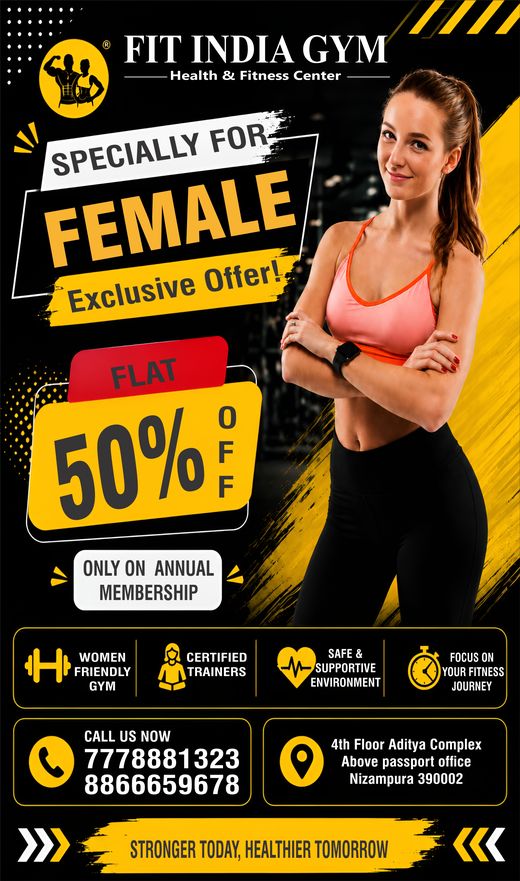 ®
FIT INDIA GYM
Health & Fitness Center
SPECIALLY FOR
FEMALE
Exclusive Offer!
FLAT
50%
OFF
ONLY ON ANNUAL
MEMBERSHIP
WOMEN
FRIENDLY
GYM
CERTIFIED
TRAINERS
SAFE &
SUPPORTIVE
ENVIRONMENT
FOCUS ON
YOUR FITNESS
JOURNEY
CALL US NOW
7778881323
8866659678
4th Floor Aditya Complex
Above passport office
Nizampura 390002
STRONGER TODAY, HEALTHIER TOMORROW